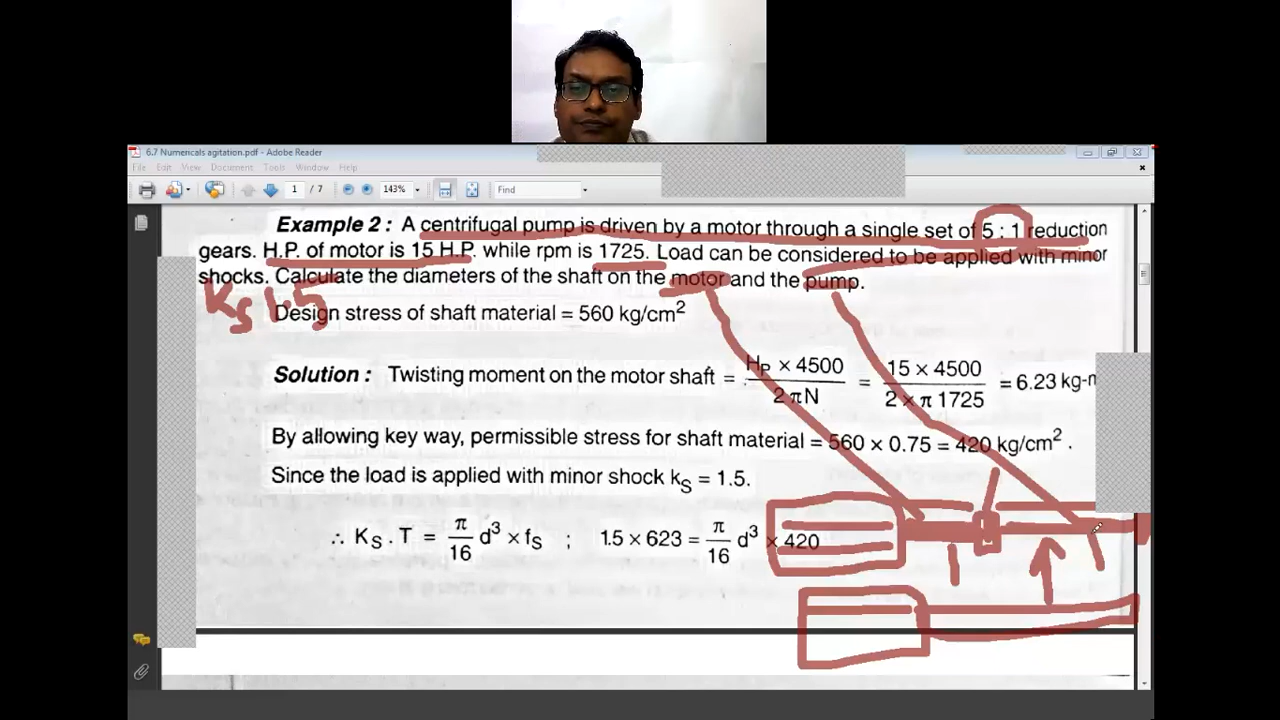 6.7 Numericals agitation.pdf - Adobe Reader
File Edit View Document Tools Window Help
1 / 7 143% Find
Example 2 : A centrifugal pump is driven by a motor through a single set of 5 : 1 reduction
gears. H.P. of motor is 15 H.P. while rpm is 1725. Load can be considered to be applied with minor
shocks. Calculate the diameters of the shaft on the motor and the pump.
Ks 1.5
Design stress of shaft material = 560 kg/cm²
Solution : Twisting moment on the motor shaft = HP × 4500 / 2 πN = 15 × 4500 / 2 × π 1725 = 6.23 kg-m
By allowing key way, permissible stress for shaft material = 560 × 0.75 = 420 kg/cm² .
Since the load is applied with minor shock kS = 1.5.
∴ KS . T = π/16 d³ × fS ; 1.5 × 623 = π/16 d³ × 420